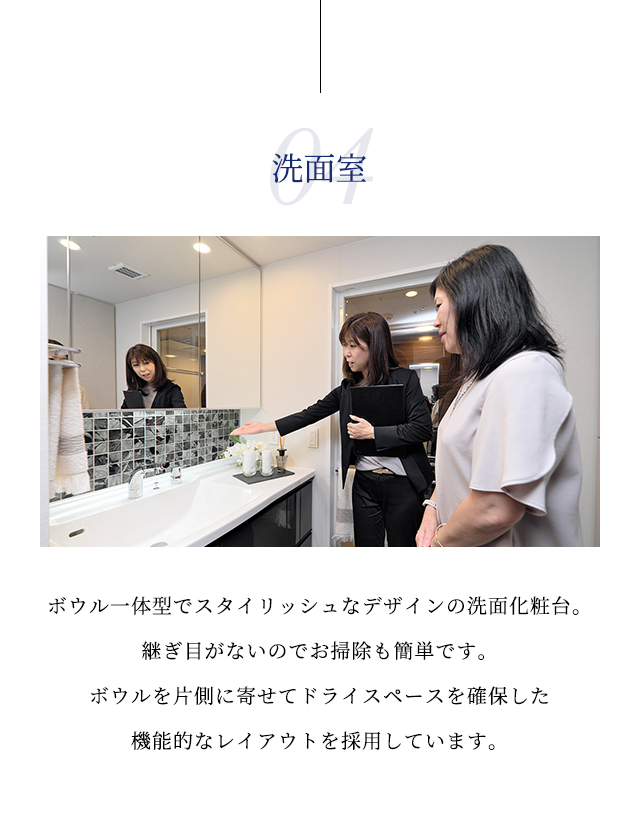 04
洗面室
ボウル一体型でスタイリッシュなデザインの洗面化粧台。
継ぎ目がないのでお掃除も簡単です。
ボウルを片側に寄せてドライスペースを確保した
機能的なレイアウトを採用しています。